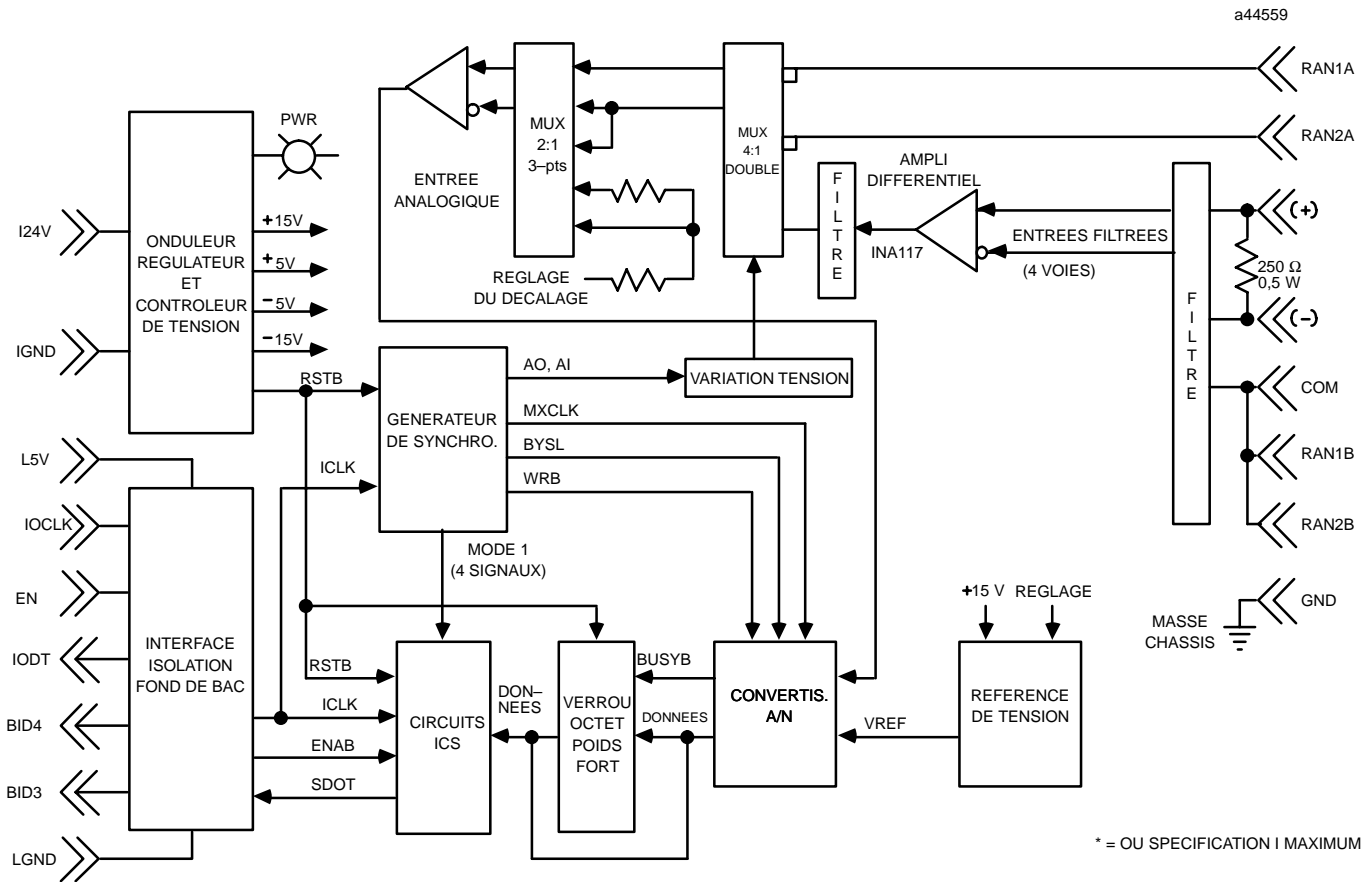 a44559
RAN1A
RAN2A
(+)
250 Ω
0,5 W
(−)
COM
RAN1B
RAN2B
GND
MASSE
CHASSIS
PWR
I24V
IGND
ONDULEUR
REGULATEUR
ET
CONTROLEUR
DE TENSION
+15V
+5V
−5V
−15V
RSTB
ENTREE
ANALOGIQUE
MUX
2:1
3–pts
REGLAGE
DU DECALAGE
MUX
4:1
DOUBLE
FILTRE
AMPLI
DIFFERENTIEL
INA117
ENTREES FILTREES
(4 VOIES)
FILTRE
GENERATEUR
DE SYNCHRO.
AO, AI
VARIATION TENSION
MXCLK
BYSL
WRB
ICLK
MODE 1
(4 SIGNAUX)
L5V
IOCLK
EN
IODT
BID4
BID3
LGND
INTERFACE
ISOLATION
FOND DE BAC
RSTB
ICLK
ENAB
SDOT
CIRCUITS
ICS
DON–
NEES
VERROU
OCTET
POIDS
FORT
BUSYB
DONNEES
CONVERTIS.
A/N
VREF
+15 V REGLAGE
REFERENCE
DE TENSION
* = OU SPECIFICATION I MAXIMUM